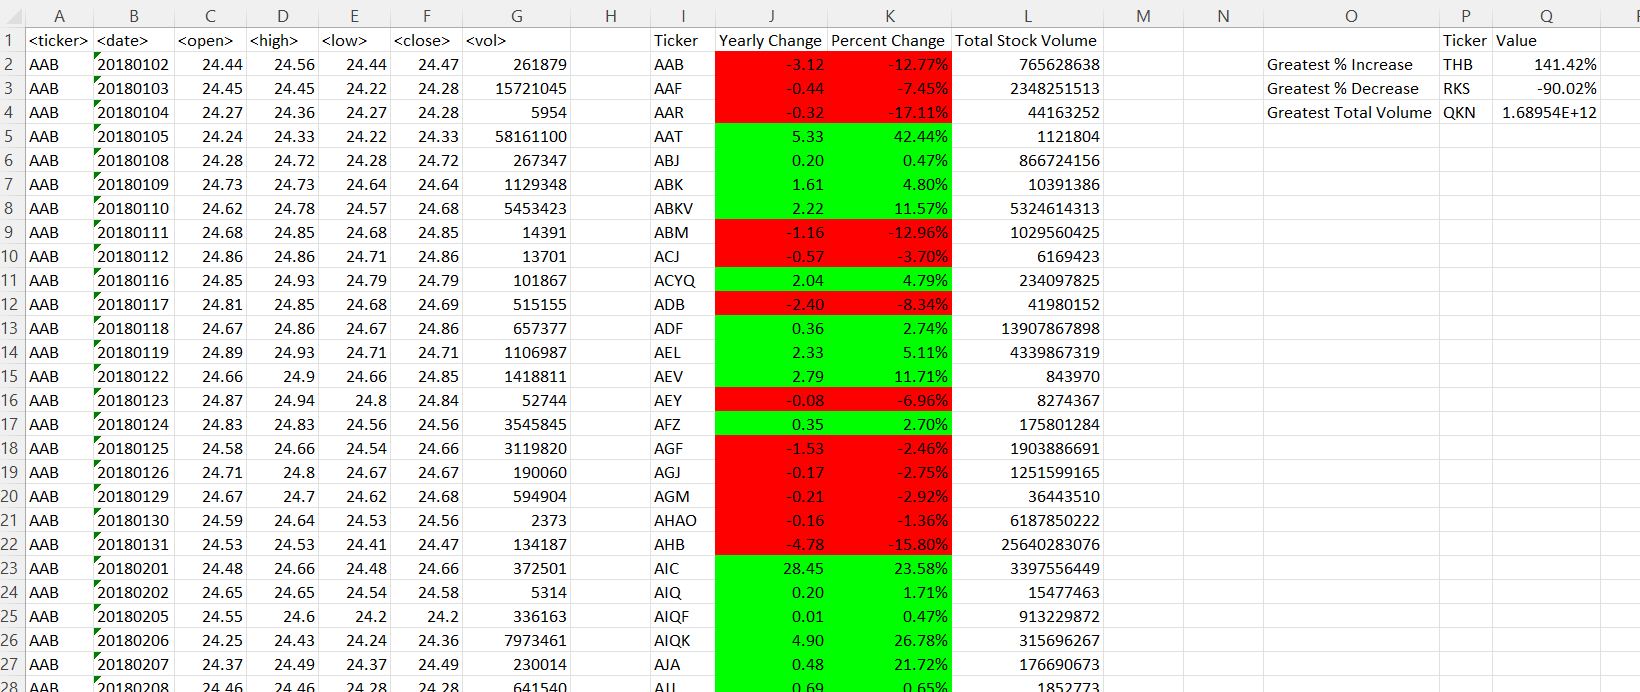 A B C D E F G H I J K L M N O P Q
1 <ticker> <date> <open> <high> <low> <close> <vol> Ticker Yearly Change Percent Change Total Stock Volume Ticker Value
2 AAB 20180102 24.44 24.56 24.44 24.47 261879 AAB -3.12 -12.77% 765628638 Greatest % Increase THB 141.42%
3 AAB 20180103 24.45 24.45 24.22 24.28 15721045 AAF -0.44 -7.45% 2348251513 Greatest % Decrease RKS -90.02%
4 AAB 20180104 24.27 24.36 24.27 24.28 5954 AAR -0.32 -17.11% 44163252 Greatest Total Volume QKN 1.68954E+12
5 AAB 20180105 24.24 24.33 24.22 24.33 58161100 AAT 5.33 42.44% 1121804
6 AAB 20180108 24.28 24.72 24.28 24.72 267347 ABJ 0.20 0.47% 866724156
7 AAB 20180109 24.73 24.73 24.64 24.64 1129348 ABK 1.61 4.80% 10391386
8 AAB 20180110 24.62 24.78 24.57 24.68 5453423 ABKV 2.22 11.57% 5324614313
9 AAB 20180111 24.68 24.85 24.68 24.85 14391 ABM -1.16 -12.96% 1029560425
10 AAB 20180112 24.86 24.86 24.71 24.86 13701 ACJ -0.57 -3.70% 6169423
11 AAB 20180116 24.85 24.93 24.79 24.79 101867 ACYQ 2.04 4.79% 234097825
12 AAB 20180117 24.81 24.85 24.68 24.69 515155 ADB -2.40 -8.34% 41980152
13 AAB 20180118 24.67 24.86 24.67 24.86 657377 ADF 0.36 2.74% 13907867898
14 AAB 20180119 24.89 24.93 24.71 24.71 1106987 AEL 2.33 5.11% 4339867319
15 AAB 20180122 24.66 24.9 24.66 24.85 1418811 AEV 2.79 11.71% 843970
16 AAB 20180123 24.87 24.94 24.8 24.84 52744 AEY -0.08 -6.96% 8274367
17 AAB 20180124 24.83 24.83 24.56 24.56 3545845 AFZ 0.35 2.70% 175801284
18 AAB 20180125 24.58 24.66 24.54 24.66 3119820 AGF -1.53 -2.46% 1903886691
19 AAB 20180126 24.71 24.8 24.67 24.67 190060 AGJ -0.17 -2.75% 1251599165
20 AAB 20180129 24.67 24.7 24.62 24.68 594904 AGM -0.21 -2.92% 36443510
21 AAB 20180130 24.59 24.64 24.53 24.56 2373 AHAO -0.16 -1.36% 6187850222
22 AAB 20180131 24.53 24.53 24.41 24.47 134187 AHB -4.78 -15.80% 25640283076
23 AAB 20180201 24.48 24.66 24.48 24.66 372501 AIC 28.45 23.58% 3397556449
24 AAB 20180202 24.65 24.65 24.54 24.58 5314 AIQ 0.20 1.71% 15477463
25 AAB 20180205 24.55 24.6 24.2 24.2 336163 AIQF 0.01 0.47% 913229872
26 AAB 20180206 24.25 24.43 24.24 24.36 7973461 AIQK 4.90 26.78% 315696267
27 AAB 20180207 24.37 24.49 24.37 24.49 230014 AJA 0.48 21.72% 176690673
28 AAB 20180208 24.46 24.46 24.28 24.28 641540 0.69 0.65% 1852773